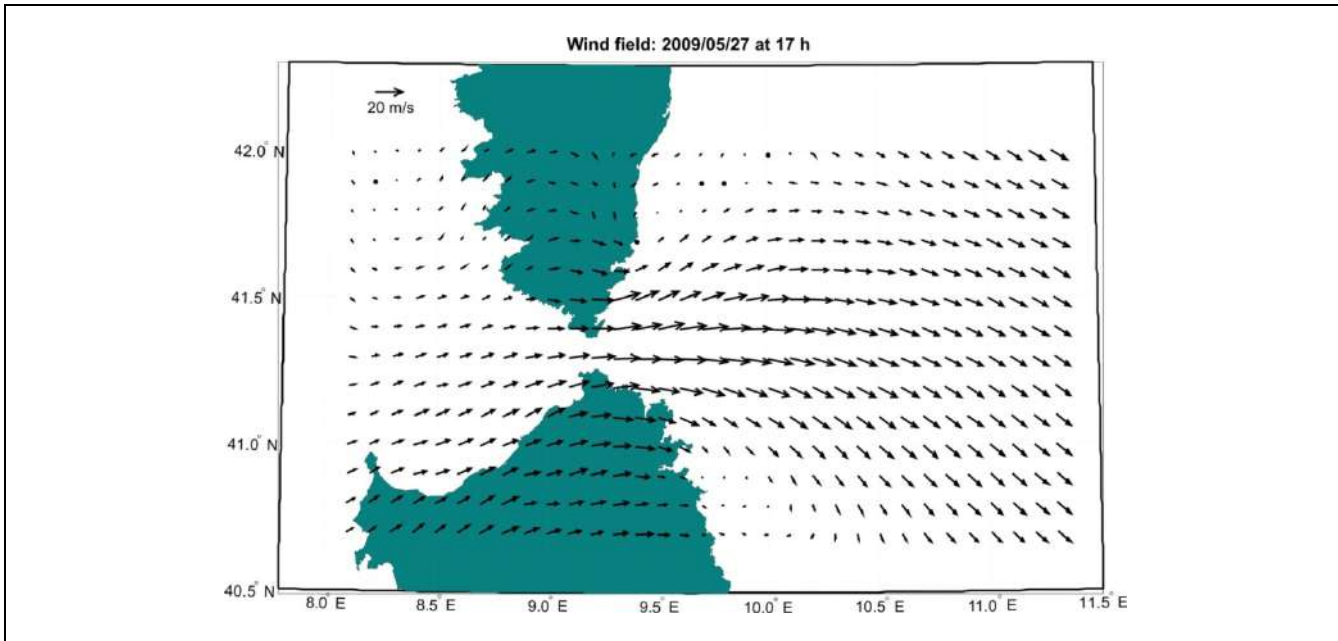 Wind field: 2009/05/27 at 17 h
20 m/s
42.0° N
41.5° N
41.0° N
40.5° N
8.0° E 8.5° E 9.0° E 9.5° E 10.0° E 10.5° E 11.0° E 11.5° E